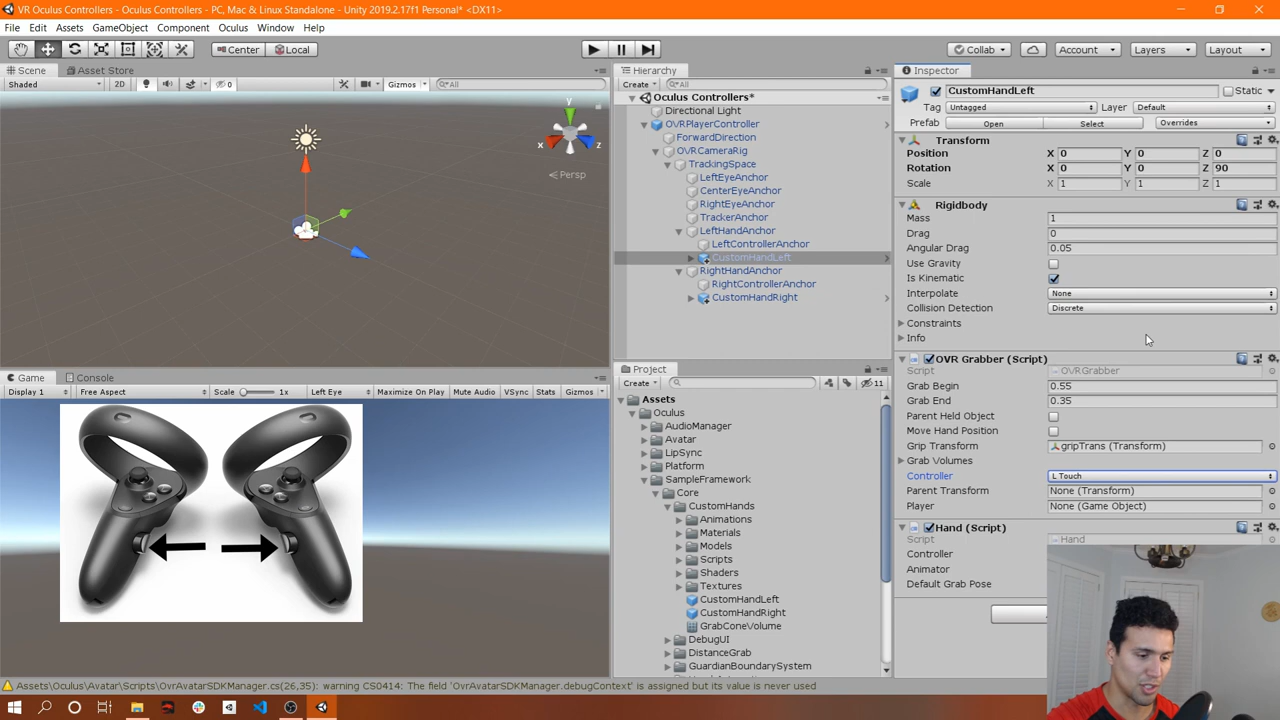 VR Oculus Controllers - Oculus Controllers - PC, Mac & Linux Standalone - Unity 2019.2.17f1 Personal* <DX11>
File Edit Assets GameObject Component Oculus Window Help
Center Local Collab Account Layers Layout
Scene Asset Store
Shaded 2D 0 Gizmos All
y
x
z
Persp
Game Console
Display 1 Free Aspect Scale 1x Left Eye Maximize On Play Mute Audio VSync Stats Gizmos
Hierarchy
Create All
Oculus Controllers*
Directional Light
OVRPlayerController
ForwardDirection
OVRCameraRig
TrackingSpace
LeftEyeAnchor
CenterEyeAnchor
RightEyeAnchor
TrackerAnchor
LeftHandAnchor
LeftControllerAnchor
CustomHandLeft
RightHandAnchor
RightControllerAnchor
CustomHandRight
Project
Create 11
Assets
Oculus
AudioManager
Avatar
LipSync
Platform
SampleFramework
Core
CustomHands
Animations
Materials
Models
Scripts
Shaders
Textures
CustomHandLeft
CustomHandRight
GrabConeVolume
DebugUI
DistanceGrab
GuardianBoundarySystem
Inspector
CustomHandLeft Static
Tag Untagged Layer Default
Prefab Open Select Overrides
Transform
Position X 0 Y 0 Z 0
Rotation X 0 Y 0 Z 90
Scale X 1 Y 1 Z 1
Rigidbody
Mass 1
Drag 0
Angular Drag 0.05
Use Gravity
Is Kinematic
Interpolate None
Collision Detection Discrete
Constraints
Info
OVR Grabber (Script)
Script OVRGrabber
Grab Begin 0.55
Grab End 0.35
Parent Held Object
Move Hand Position
Grip Transform gripTrans (Transform)
Grab Volumes
Controller L Touch
Parent Transform None (Transform)
Player None (Game Object)
Hand (Script)
Script Hand
Controller
Animator
Default Grab Pose
Assets\Oculus\Avatar\Scripts\OvrAvatarSDKManager.cs(26,35): warning CS0414: The field 'OvrAvatarSDKManager.debugContext' is assigned but its value is never used